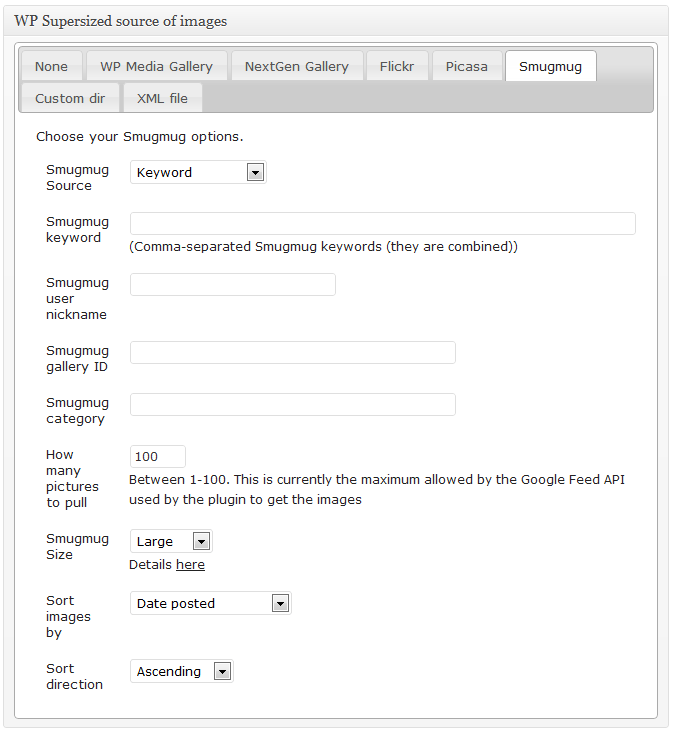 WP Supersized source of images
None WP Media Gallery NextGen Gallery Flickr Picasa Smugmug
Custom dir XML file
Choose your Smugmug options.
Smugmug
Source
Keyword
Smugmug
keyword
(Comma-separated Smugmug keywords (they are combined))
Smugmug
user
nickname
Smugmug
gallery ID
Smugmug
category
How
many
pictures
to pull
100
Between 1-100. This is currently the maximum allowed by the Google Feed API
used by the plugin to get the images
Smugmug
Size
Large
Details here
Sort
images
by
Date posted
Sort
direction
Ascending